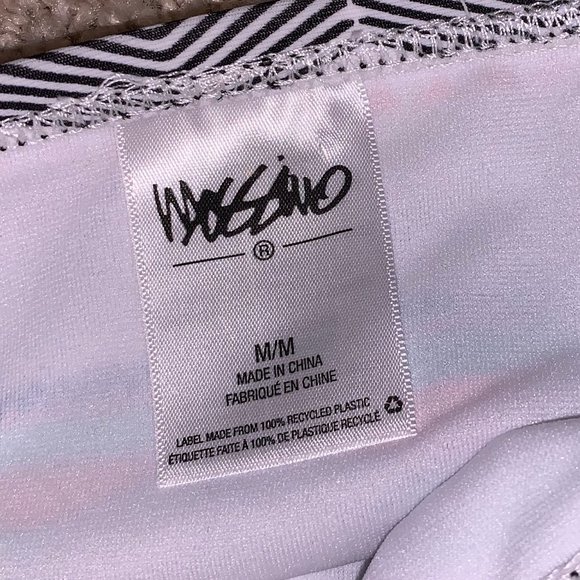 Mossimo
®
M/M
MADE IN CHINA
FABRIQUÉ EN CHINE
LABEL MADE FROM 100% RECYCLED PLASTIC
ÉTIQUETTE FAITE À 100% DE PLASTIQUE RECYCLÉ